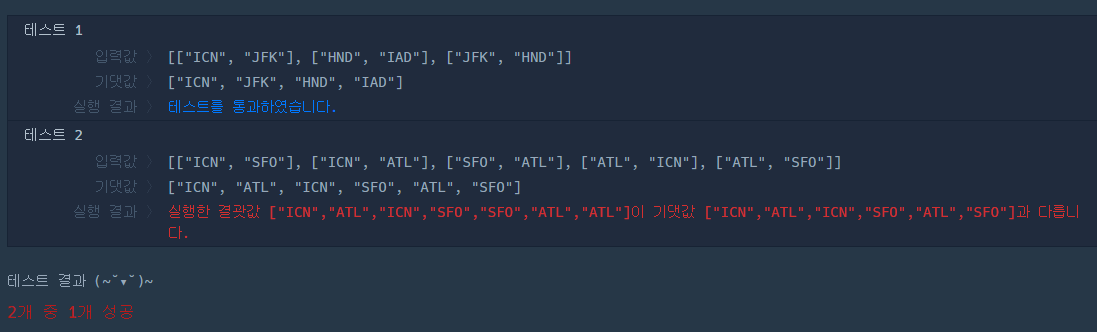 테스트 1
입력값 〉 [["ICN", "JFK"], ["HND", "IAD"], ["JFK", "HND"]]
기댓값 〉 ["ICN", "JFK", "HND", "IAD"]
실행 결과 〉 테스트를 통과하였습니다.
테스트 2
입력값 〉 [["ICN", "SFO"], ["ICN", "ATL"], ["SFO", "ATL"], ["ATL", "ICN"], ["ATL", "SFO"]]
기댓값 〉 ["ICN", "ATL", "ICN", "SFO", "ATL", "SFO"]
실행 결과 〉 실행한 결괏값 ["ICN","ATL","ICN","SFO","SFO","ATL","ATL"]이 기댓값 ["ICN","ATL","ICN","SFO","ATL","SFO"]과 다릅니
다.
테스트 결과 (~˘▾˘)~
2개 중 1개 성공